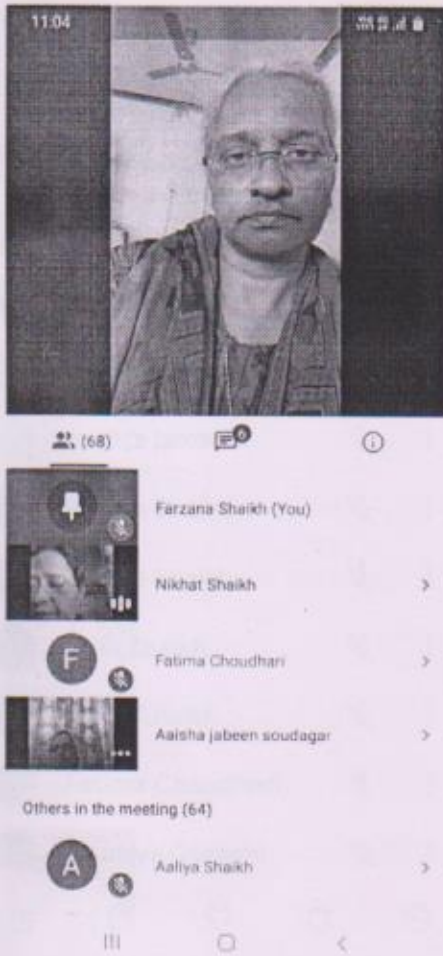 11:04
(68)
6
Farzana Shaikh (You)
Nikhat Shaikh
F
Fatima Choudhari
Aaisha jabeen soudagar
Others in the meeting (64)
A
Aaliya Shaikh